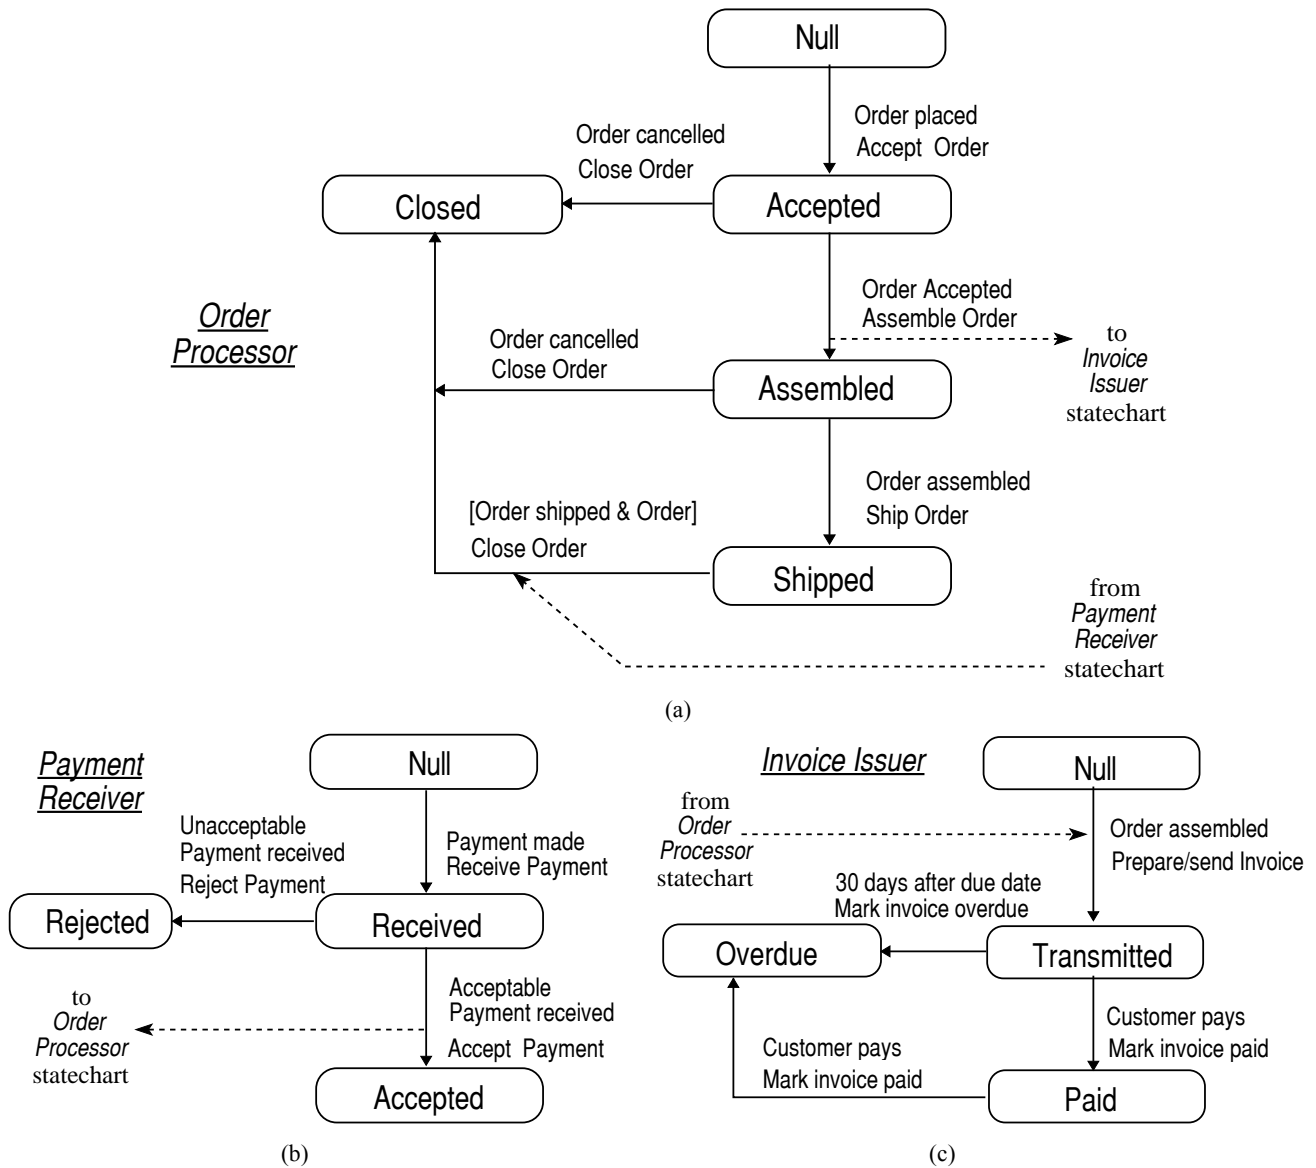 Null
Order placed
Accept Order
Order cancelled
Close Order
Closed
Accepted
Order
Processor
Order Accepted
Assemble Order
to
Invoice
Issuer
statechart
Order cancelled
Close Order
Assembled
Order assembled
Ship Order
[Order shipped & Order]
Close Order
Shipped
from
Payment
Receiver
statechart
(a)
Payment
Receiver
Null
Unacceptable
Payment received
Reject Payment
Payment made
Receive Payment
Rejected
Received
to
Order
Processor
statechart
Acceptable
Payment received
Accept Payment
Accepted
(b)
Invoice Issuer
Null
from
Order
Processor
statechart
Order assembled
Prepare/send Invoice
30 days after due date
Mark invoice overdue
Overdue
Transmitted
Customer pays
Mark invoice paid
Customer pays
Mark invoice paid
Paid
(c)